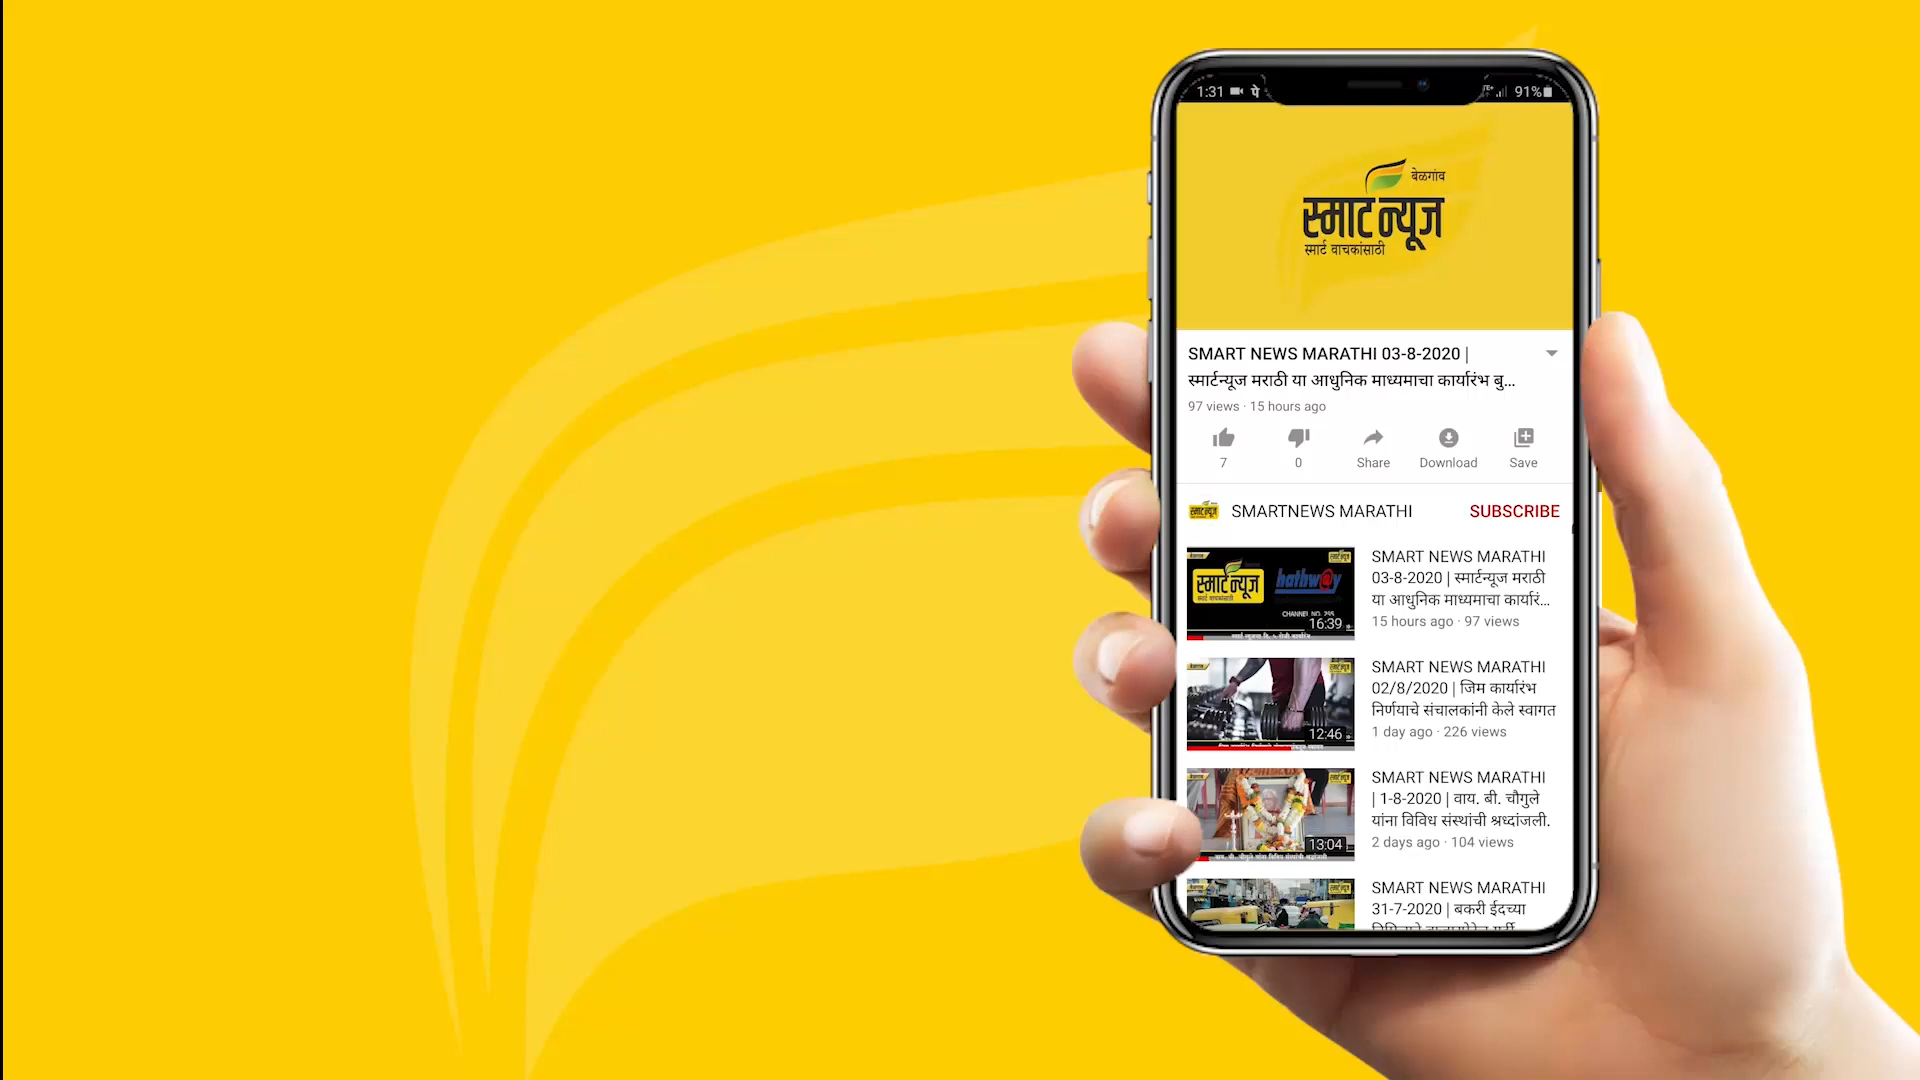 1:31
91%
बेळगांव
स्मार्ट न्यूज
स्मार्ट वाचकांसाठी
SMART NEWS MARATHI 03-8-2020 |
स्मार्टन्यूज मराठी या आधुनिक माध्यमाचा कार्यारंभ बु...
97 views · 15 hours ago
7
0
Share
Download
Save
स्मार्ट न्यूज
SMARTNEWS MARATHI
SUBSCRIBE
स्मार्ट न्यूज
hathway
CHANNEL NO. 295
16:39
SMART NEWS MARATHI
03-8-2020 | स्मार्टन्यूज मराठी
या आधुनिक माध्यमाचा कार्यारं...
15 hours ago · 97 views
12:46
SMART NEWS MARATHI
02/8/2020 | जिम कार्यारंभ
निर्णयाचे संचालकांनी केले स्वागत
1 day ago · 226 views
13:04
SMART NEWS MARATHI
| 1-8-2020 | वाय. बी. चौगुले
यांना विविध संस्थांची श्रध्दांजली.
2 days ago · 104 views
SMART NEWS MARATHI
31-7-2020 | बकरी ईदच्या